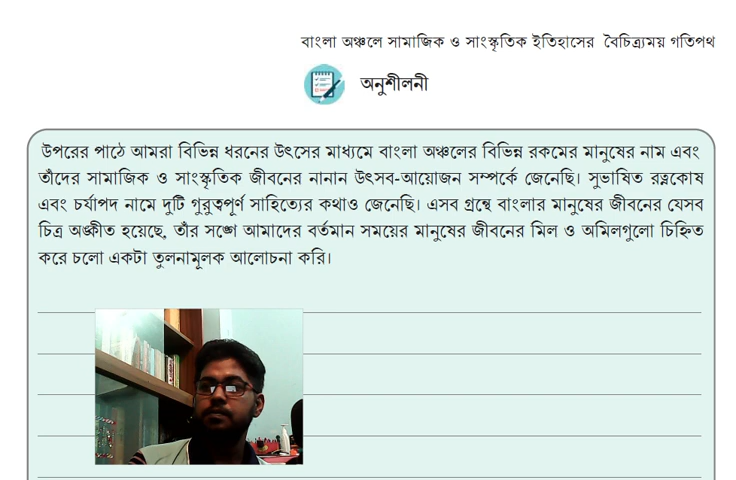 বাংলা অঞ্চলে সামাজিক ও সাংস্কৃতিক ইতিহাসের বৈচিত্র্যময় গতিপথ
অনুশীলনী
উপরের পাঠে আমরা বিভিন্ন ধরনের উৎসের মাধ্যমে বাংলা অঞ্চলের বিভিন্ন রকমের মানুষের নাম এবং
তাঁদের সামাজিক ও সাংস্কৃতিক জীবনের নানান উৎসব-আয়োজন সম্পর্কে জেনেছি। সুভাষিত রত্নকোষ
এবং চর্যাপদ নামে দুটি গুরুত্বপূর্ণ সাহিত্যের কথাও জেনেছি। এসব গ্রন্থে বাংলার মানুষের জীবনের যেসব
চিত্র অঙ্কীত হয়েছে, তাঁর সঙ্গে আমাদের বর্তমান সময়ের মানুষের জীবনের মিল ও অমিলগুলো চিহ্নিত
করে চলো একটা তুলনামূলক আলোচনা করি।